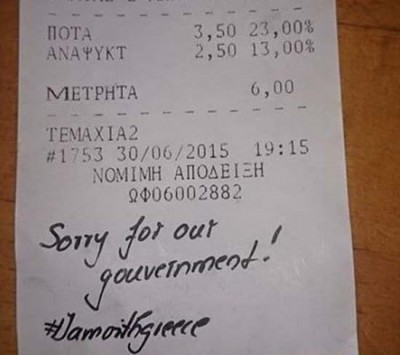 ΠΟΤΑ 3,50 23,00%
ΑΝΑΨΥΚΤ 2,50 13,00%
ΜΕΤΡΗΤΑ 6,00
ΤΕΜΑΧΙΑ2
#1753 30/06/2015 19:15
ΝΟΜΙΜΗ ΑΠΟΔΕΙΞΗ
ΩΦ06002882
Sorry for our
gouvernment!